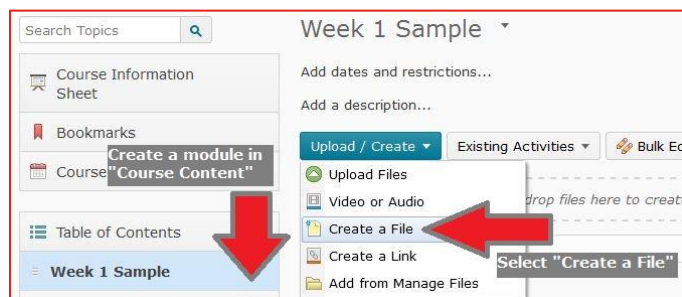 Search Topics
Week 1 Sample
Course Information
Sheet
Add dates and restrictions...
Add a description...
Bookmarks
Course
Create a module in
"Course Content"
Upload / Create
Existing Activities
Bulk
Upload Files
Video or Audio
drop files here to
Create a File
Table of Contents
Create a Link
Select "Create a File"
Week 1 Sample
Add from Manage Files